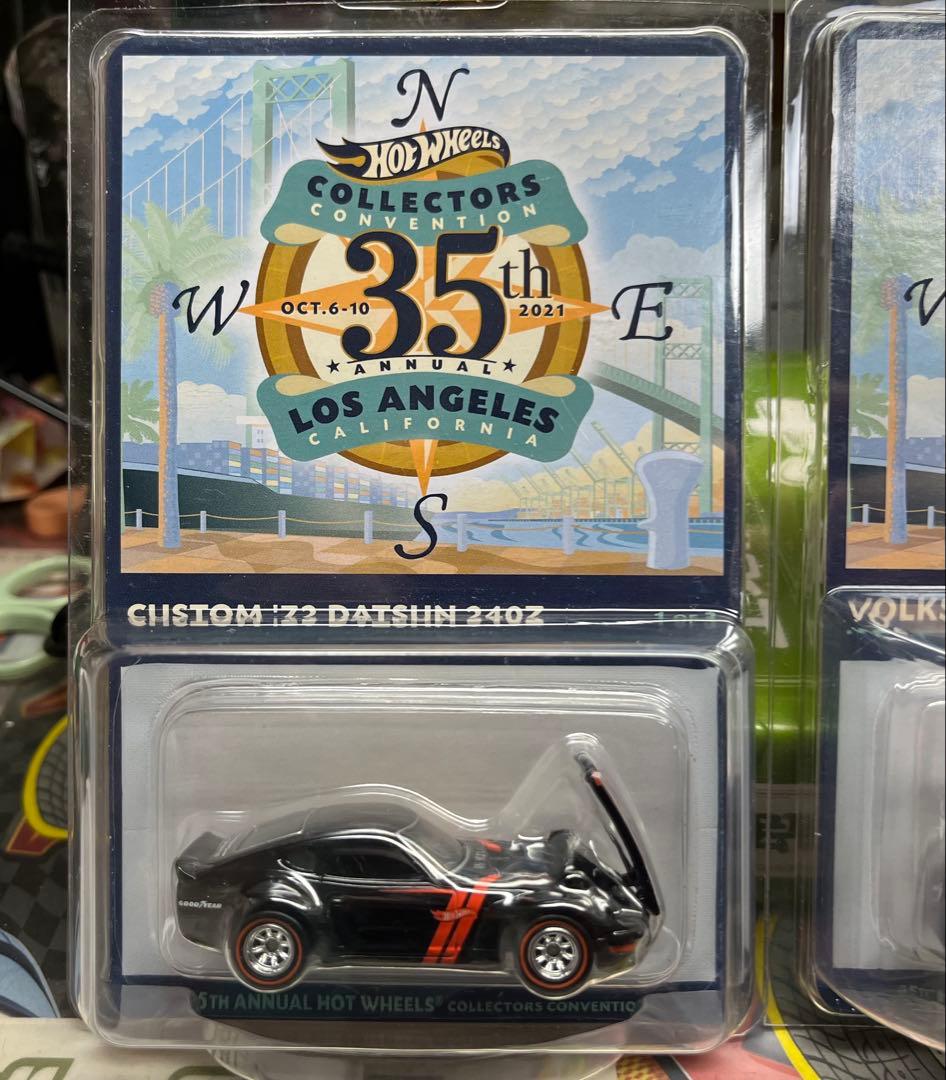 N
HOT WHEELS
COLLECTORS
CONVENTION
35th
W
OCT.6-10
2021
E
★ANNUAL★
LOS ANGELES
CALIFORNIA
S
CUSTOM '72 DATSUN 240Z
GOODYEAR
Hot Wheels
5TH ANNUAL HOT WHEELS® COLLECTORS CONVENTIO
W
VOLK